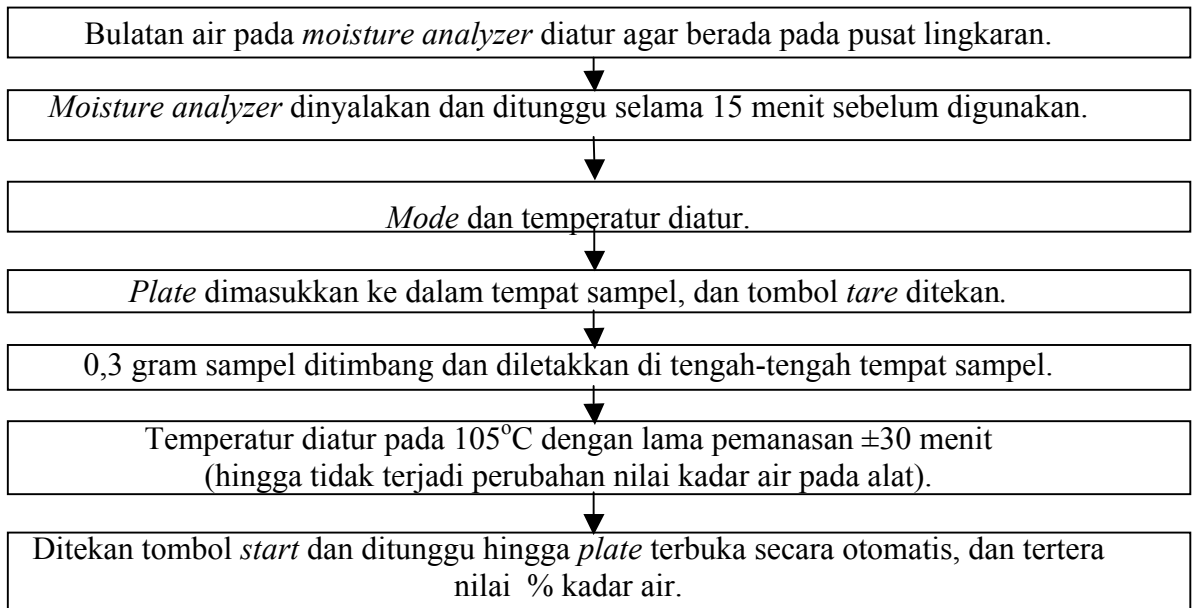 Bulatan air pada moisture analyzer diatur agar berada pada pusat lingkaran.
Moisture analyzer dinyalakan dan ditunggu selama 15 menit sebelum digunakan.
Mode dan temperatur diatur.
Plate dimasukkan ke dalam tempat sampel, dan tombol tare ditekan.
0,3 gram sampel ditimbang dan diletakkan di tengah-tengah tempat sampel.
Temperatur diatur pada 105°C dengan lama pemanasan ±30 menit
(hingga tidak terjadi perubahan nilai kadar air pada alat).
Ditekan tombol start dan ditunggu hingga plate terbuka secara otomatis, dan tertera
nilai % kadar air.